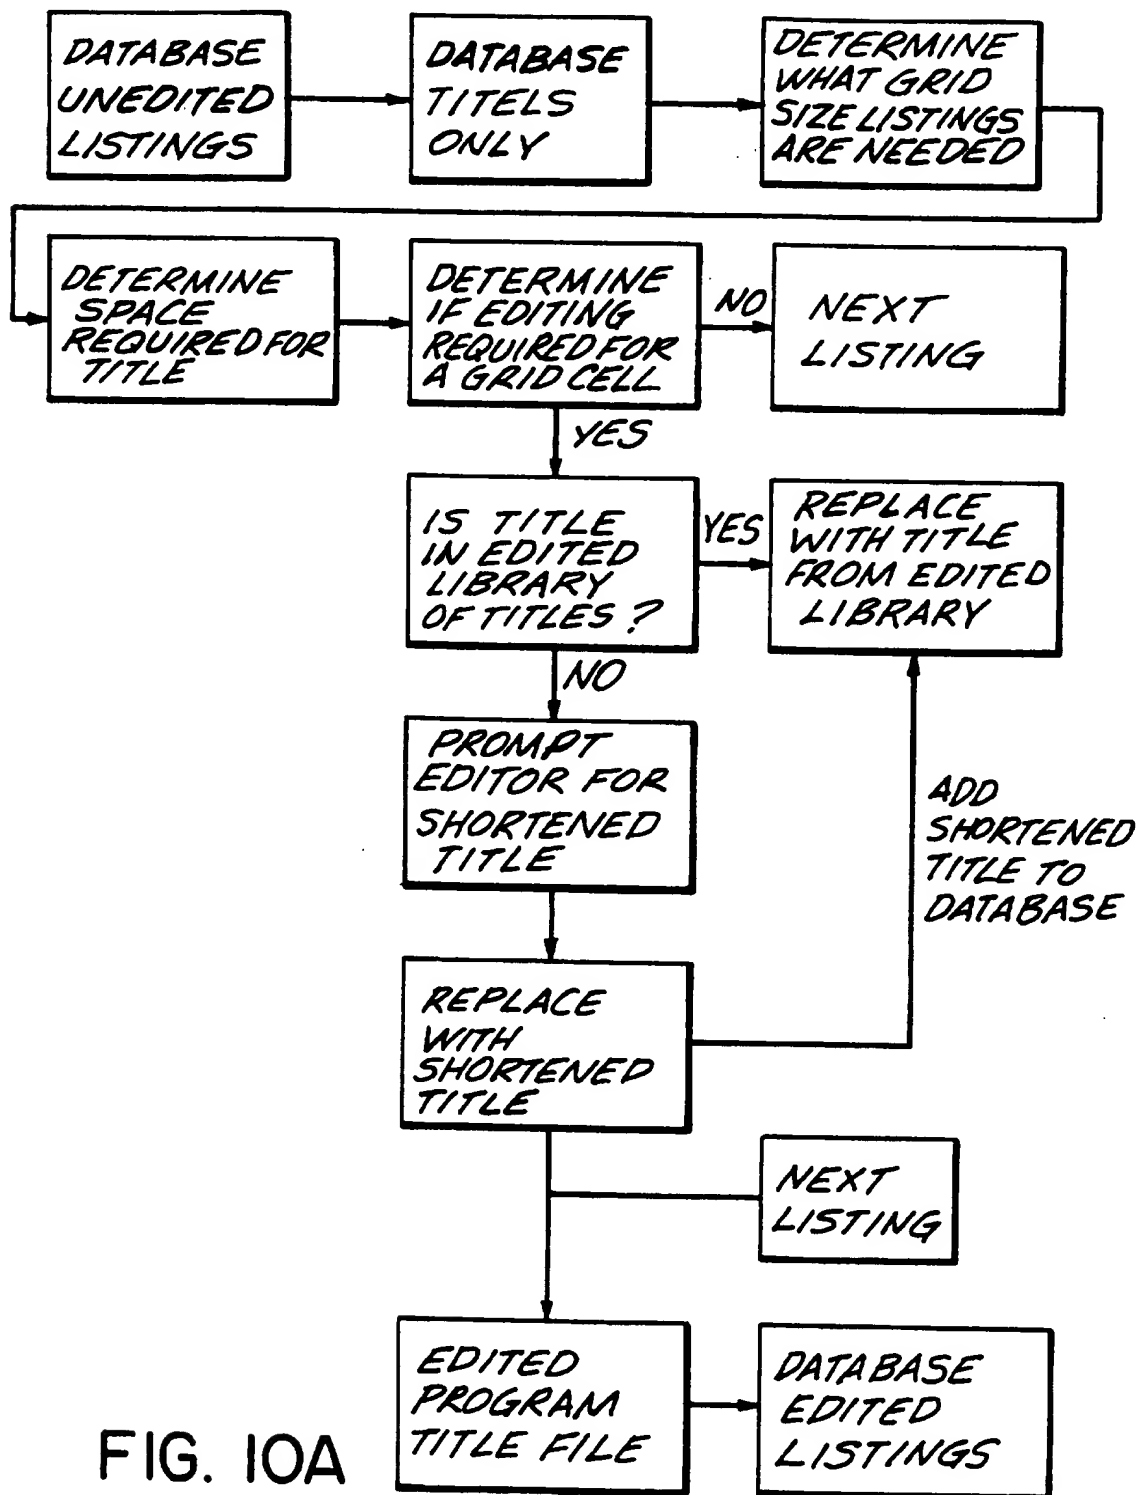 DATABASE
UNEDITED
LISTINGS
DATABASE
TITELS
ONLY
DETERMINE
WHAT GRID
SIZE LISTINGS
ARE NEEDED
DETERMINE
SPACE
REQUIRED FOR
TITLE
DETERMINE
IF EDITING
REQUIRED FOR
A GRID CELL
NO
NEXT
LISTING
YES
IS TITLE
IN EDITED
LIBRARY
OF TITLES?
YES
REPLACE
WITH TITLE
FROM EDITED
LIBRARY
NO
PROMPT
EDITOR FOR
SHORTENED
TITLE
ADD
SHORTENED
TITLE TO
DATABASE
REPLACE
WITH
SHORTENED
TITLE
NEXT
LISTING
EDITED
PROGRAM
TITLE FILE
DATABASE
EDITED
LISTINGS
FIG. 10A